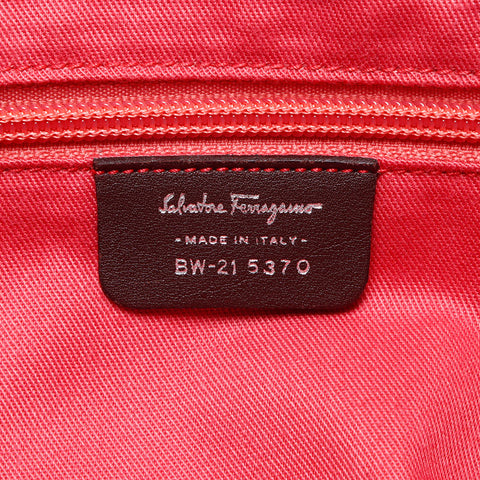 Salvatore Ferragamo
- MADE IN ITALY -
BW-21 5370